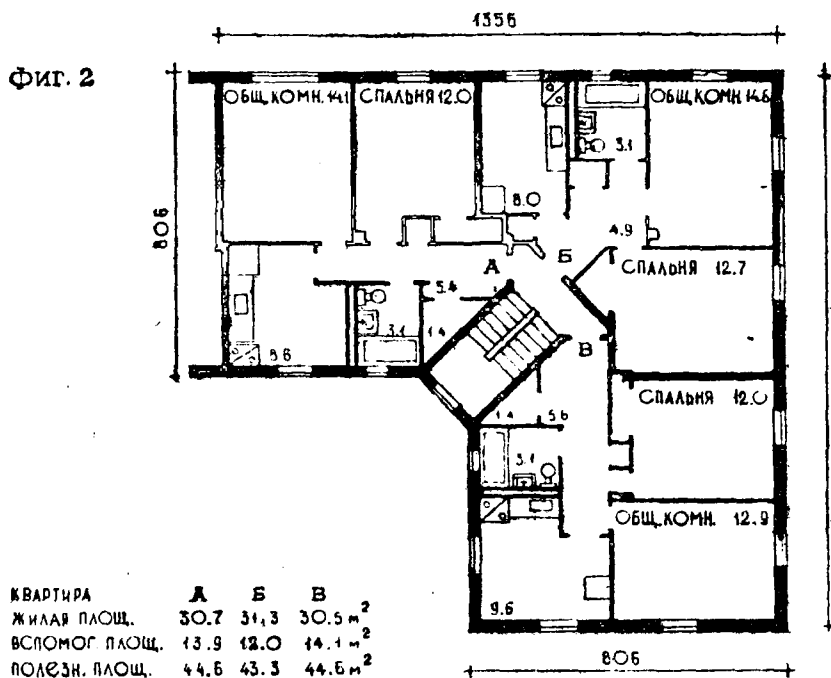 1356
ФИГ. 2
ОБЩ. КОМН. 14.1 СПАЛЬНЯ 12.0 ОБЩ. КОМН. 14.6
3.1
806
8.0
4.9
А Б
СПАЛЬНЯ 12.7
5.4
3.1 1.4
8.6
В
СПАЛЬНЯ 12.0
1.4 5.6
3.1
ОБЩ. КОМН. 12.9
9.6
КВАРТИРА А Б В
ЖИЛАЯ ПЛОЩ. 30.7 31,3 30.5 м²
ВСПОМОГ. ПЛОЩ. 13.9 12.0 14.1 м²
ПОЛЕЗН. ПЛОЩ. 44.6 43.3 44.6 м²
806